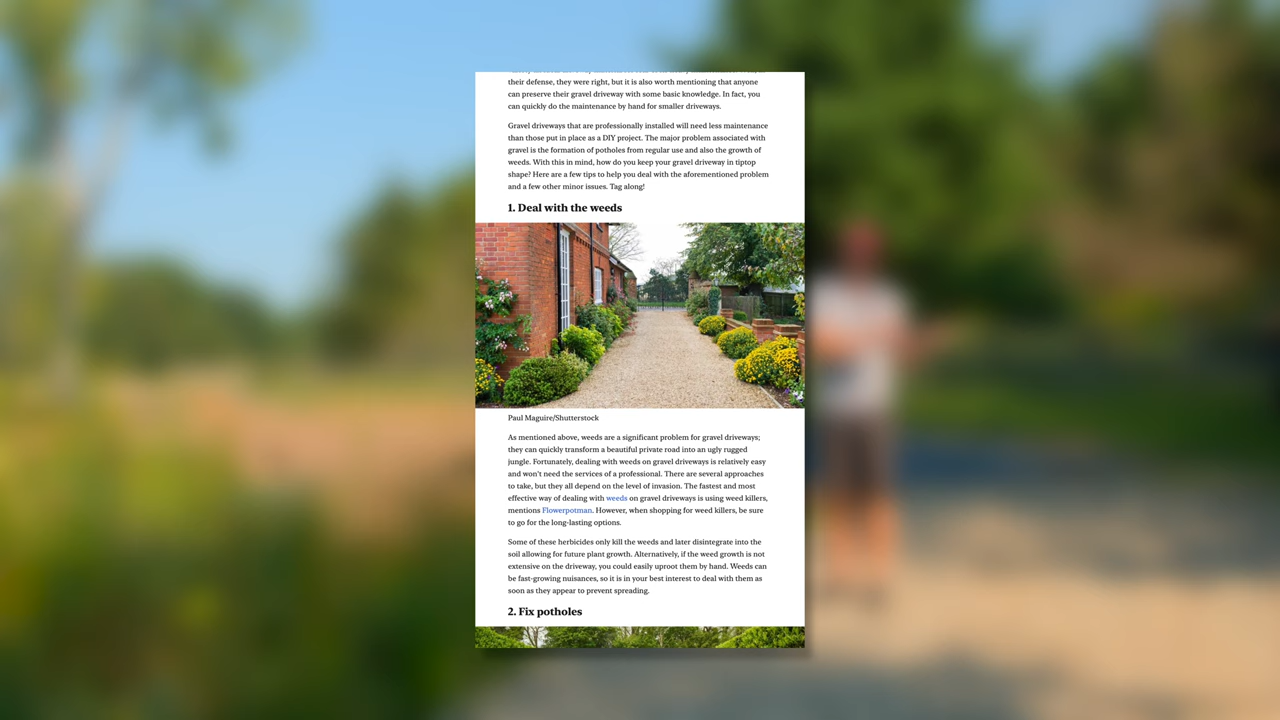 their defense, they were right, but it is also worth mentioning that anyone
can preserve their gravel driveway with some basic knowledge. In fact, you
can quickly do the maintenance by hand for smaller driveways.
Gravel driveways that are professionally installed will need less maintenance
than those put in place as a DIY project. The major problem associated with
gravel is the formation of potholes from regular use and also the growth of
weeds. With this in mind, how do you keep your gravel driveway in tiptop
shape? Here are a few tips to help you deal with the aforementioned problem
and a few other minor issues. Tag along!
1. Deal with the weeds
Paul Maguire/Shutterstock
As mentioned above, weeds are a significant problem for gravel driveways;
they can quickly transform a beautiful private road into an ugly rugged
jungle. Fortunately, dealing with weeds on gravel driveways is relatively easy
and won't need the services of a professional. There are several approaches
to take, but they all depend on the level of invasion. The fastest and most
effective way of dealing with weeds on gravel driveways is using weed killers,
mentions Flowerpotman. However, when shopping for weed killers, be sure
to go for the long-lasting options.
Some of these herbicides only kill the weeds and later disintegrate into the
soil allowing for future plant growth. Alternatively, if the weed growth is not
extensive on the driveway, you could easily uproot them by hand. Weeds can
be fast-growing nuisances, so it is in your best interest to deal with them as
soon as they appear to prevent spreading.
2. Fix potholes